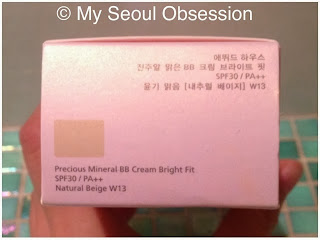 © My Seoul Obsession
에뛰드 하우스
진주알 맑은 BB 크림 브라이트 핏
SPF30 / PA++
윤기 밝음 [내추럴 베이지] W13
Precious Mineral BB Cream Bright Fit
SPF30 / PA++
Natural Beige W13